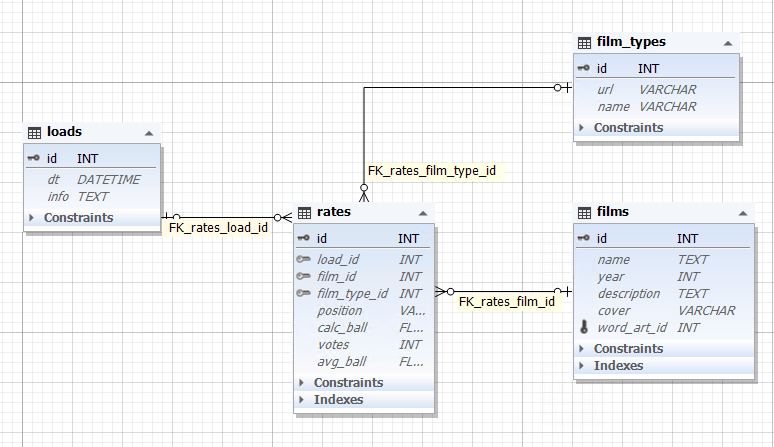 film_types
id INT
url VARCHAR
name VARCHAR
Constraints
loads
id INT
dt DATETIME
info TEXT
Constraints
FK_rates_film_type_id
FK_rates_load_id
rates
id INT
load_id INT
film_id INT
film_type_id INT
position VA...
calc_ball FL...
votes INT
avg_ball FL...
Constraints
Indexes
FK_rates_film_id
films
id INT
name TEXT
year INT
description TEXT
cover VARCHAR
word_art_id INT
Constraints
Indexes